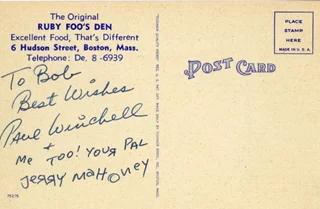 The Original
RUBY FOO'S DEN
Excellent Food, That's Different
6 Hudson Street, Boston, Mass.
Telephone: De, 8-6939
To Bob
Best Wishes
Paul Winchell
+
Me TOO! YOUR PAL
JERRY MAHONEY
POST CARD
PLACE
STAMP
HERE
MADE IN U.S.A.
75275